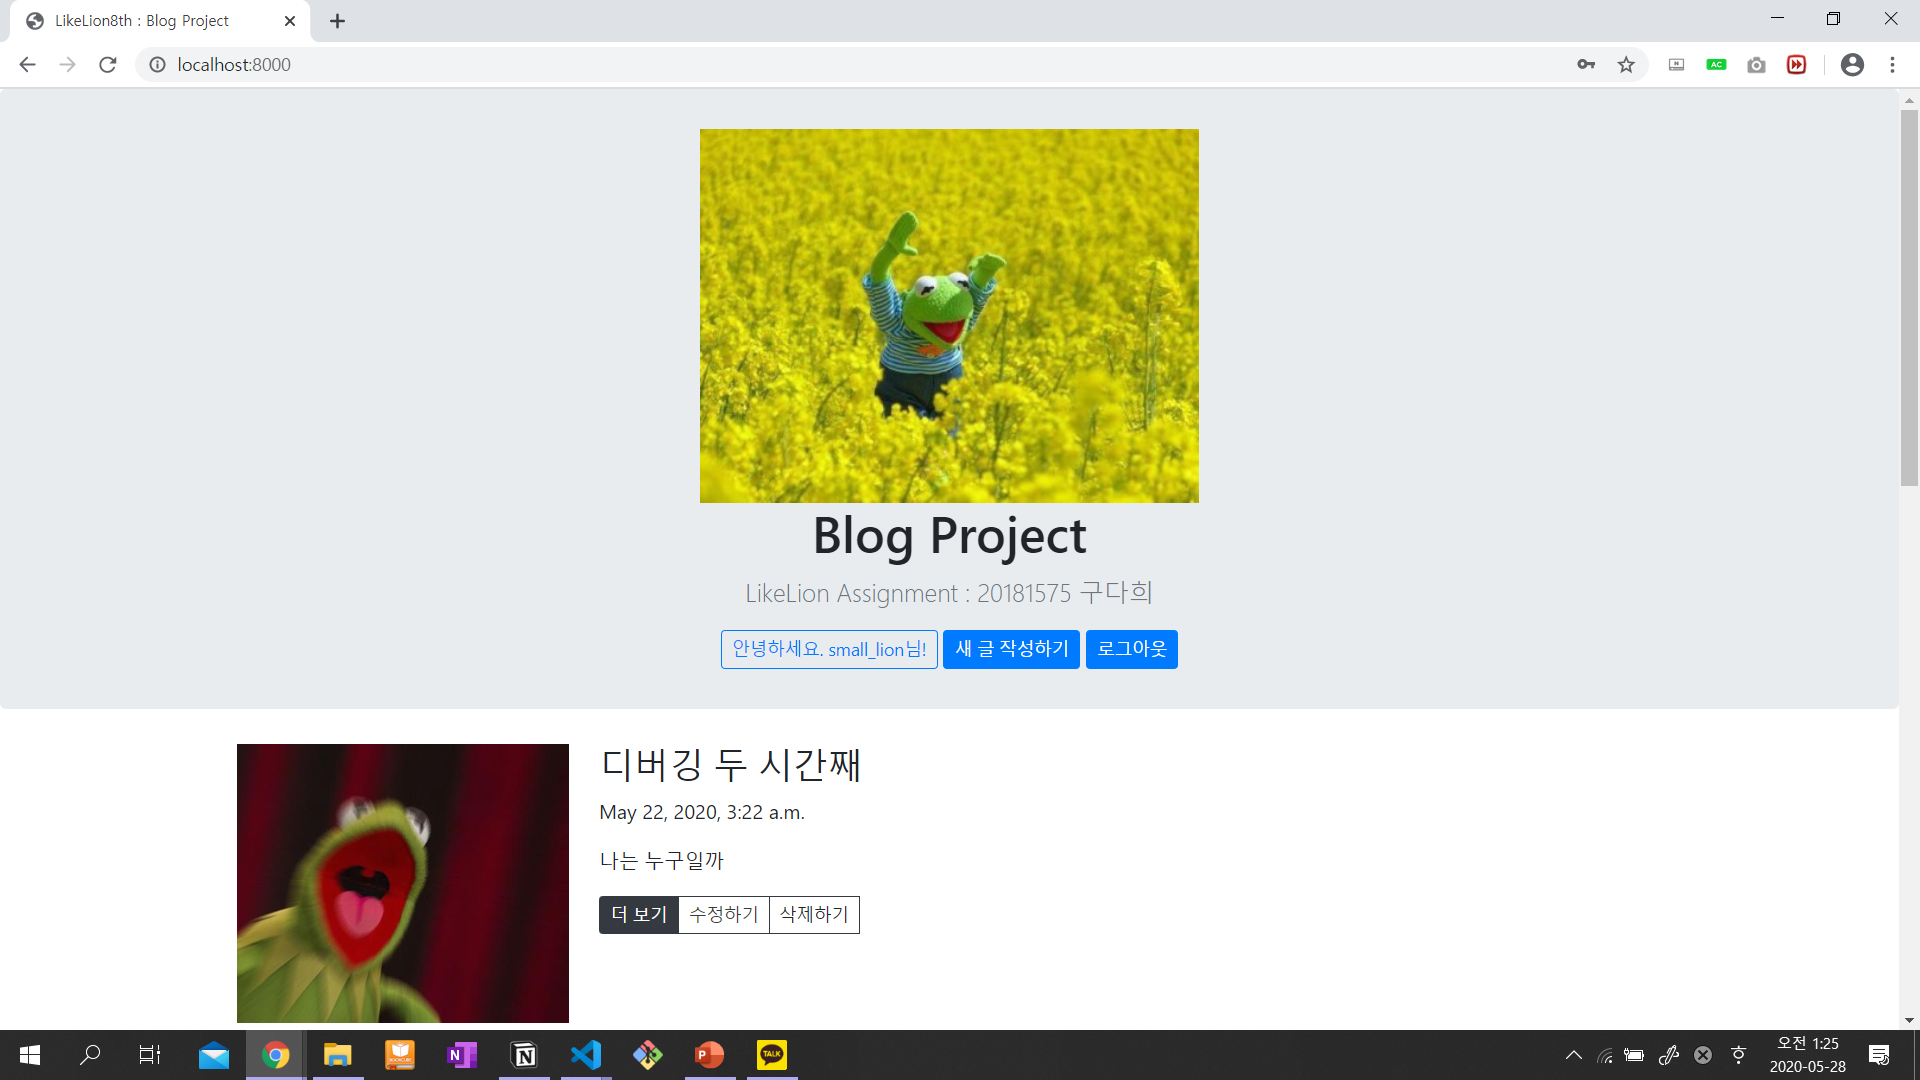 LikeLion8th : Blog Project
localhost:8000
AC
Blog Project
LikeLion Assignment : 20181575 구다희
안녕하세요. small_lion님! 새 글 작성하기 로그아웃
디버깅 두 시간째
May 22, 2020, 3:22 a.m.
나는 누구일까
더 보기 수정하기 삭제하기
N N P TALK
오전 1:25
2020-05-28